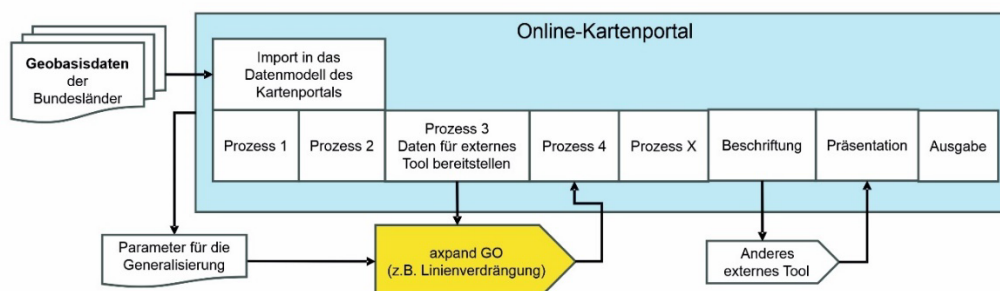 Online-Kartenportal
Geobasisdaten
der
Bundesländer
Import in das
Datenmodell des
Kartenportals
Prozess 1
Prozess 2
Prozess 3
Daten für externes
Tool bereitstellen
Prozess 4
Prozess X
Beschriftung
Präsentation
Ausgabe
Parameter für die
Generalisierung
axpand GO
(z.B. Linienverdrängung)
Anderes
externes Tool